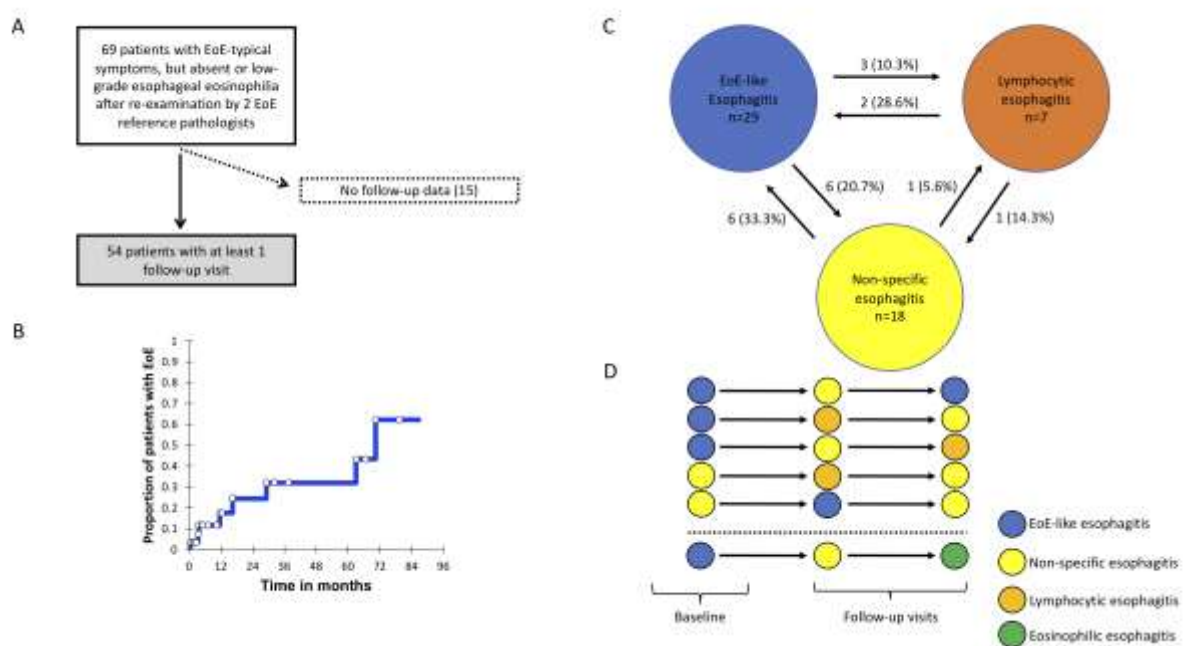 A
69 patients with EoE-typical
symptoms, but absent or low-
grade esophageal eosinophilia
after re-examination by 2 EoE
reference pathologists
No follow-up data (15)
54 patients with at least 1
follow-up visit
B
Proportion of patients with EoE
1
0.9
0.8
0.7
0.6
0.5
0.4
0.3
0.2
0.1
0
0 12 24 36 48 60 72 84 96
Time in months
C
EoE-like
Esophagitis
n=29
3 (10.3%)
2 (28.6%)
Lymphocytic
esophagitis
n=7
6 (20.7%)
6 (33.3%)
1 (5.6%)
1 (14.3%)
Non-specific
esophagitis
n=18
D
Baseline
Follow-up visits
EoE-like esophagitis
Non-specific esophagitis
Lymphocytic esophagitis
Eosinophilic esophagitis